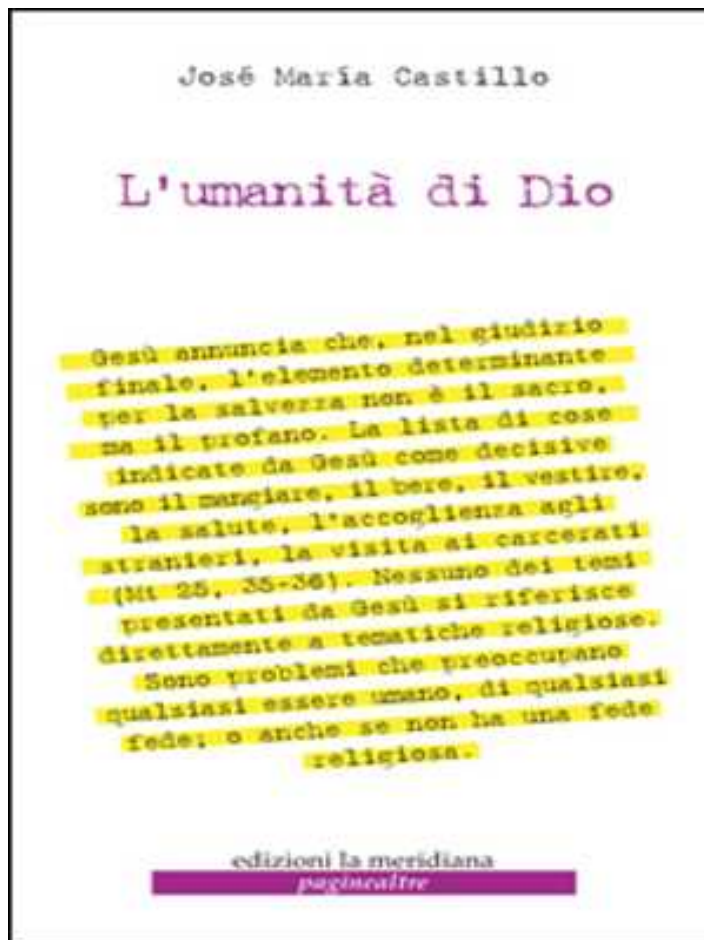 José María Castillo
L'umanità di Dio
Gesù annuncia che, nel giudizio
finale, l'elemento determinante
per la salvezza non è il sacro,
ma il profano. La lista di cose
indicate da Gesù come decisive
sono il mangiare, il bere, il vestire,
la salute, l'accoglienza agli
stranieri, la visita ai carcerati
(Mt 25, 35-36). Nessuno dei temi
presentati da Gesù si riferisce
direttamente a tematiche religiose.
Sono problemi che preoccupano
qualsiasi essere umano, di qualsiasi
fede; o anche se non ha una fede
religiosa.
edizioni la meridiana
paginealtre